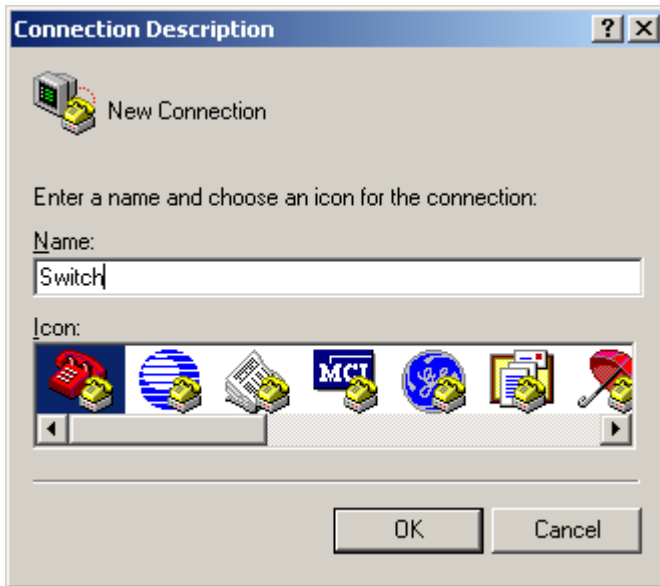 Connection Description
New Connection
Enter a name and choose an icon for the connection:
Name:
Switch
Icon:
MCI
OK Cancel